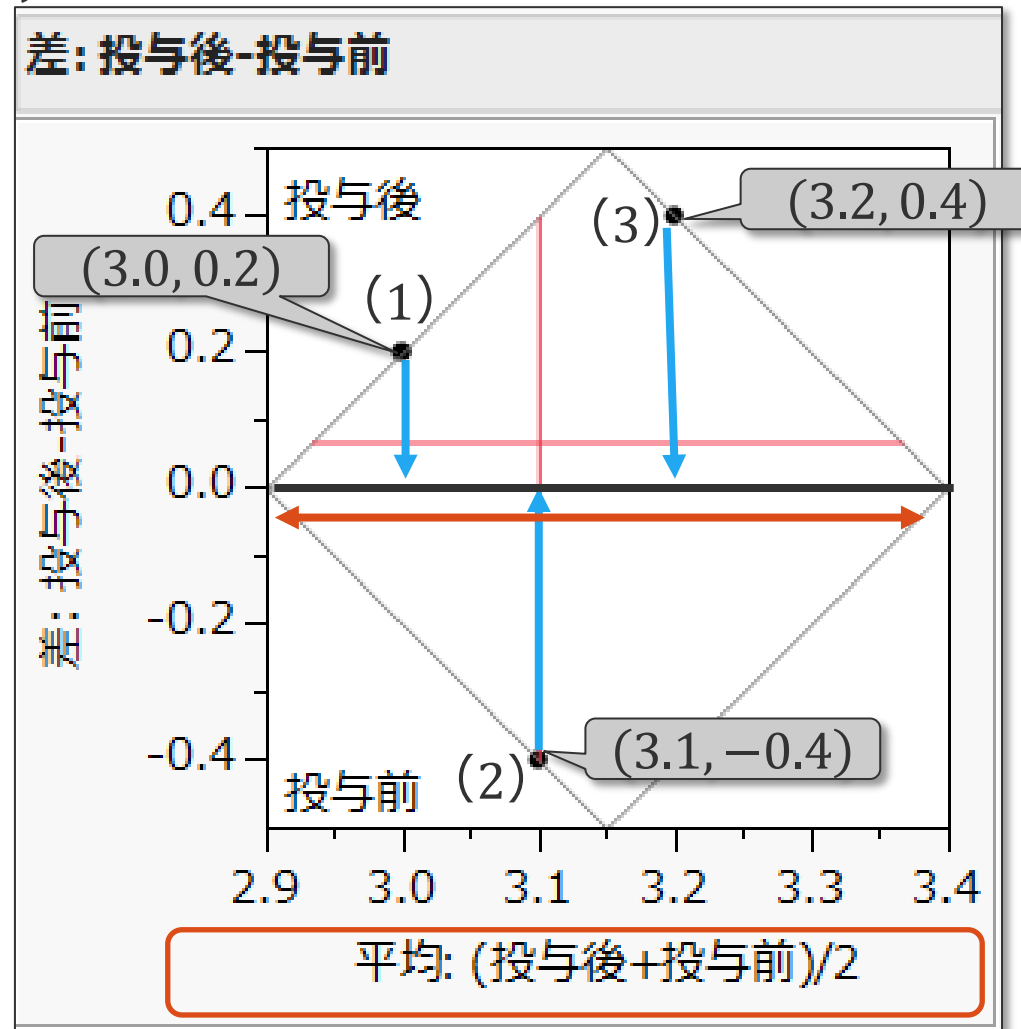 差: 投与後-投与前
投与後
0.4
(3)
(3.2, 0.4)
(3.0, 0.2)
(1)
0.2
0.0
-0.2
-0.4
(2)
(3.1, −0.4)
投与前
差: 投与後-投与前
2.9 3.0 3.1 3.2 3.3 3.4
平均: (投与後+投与前)/2